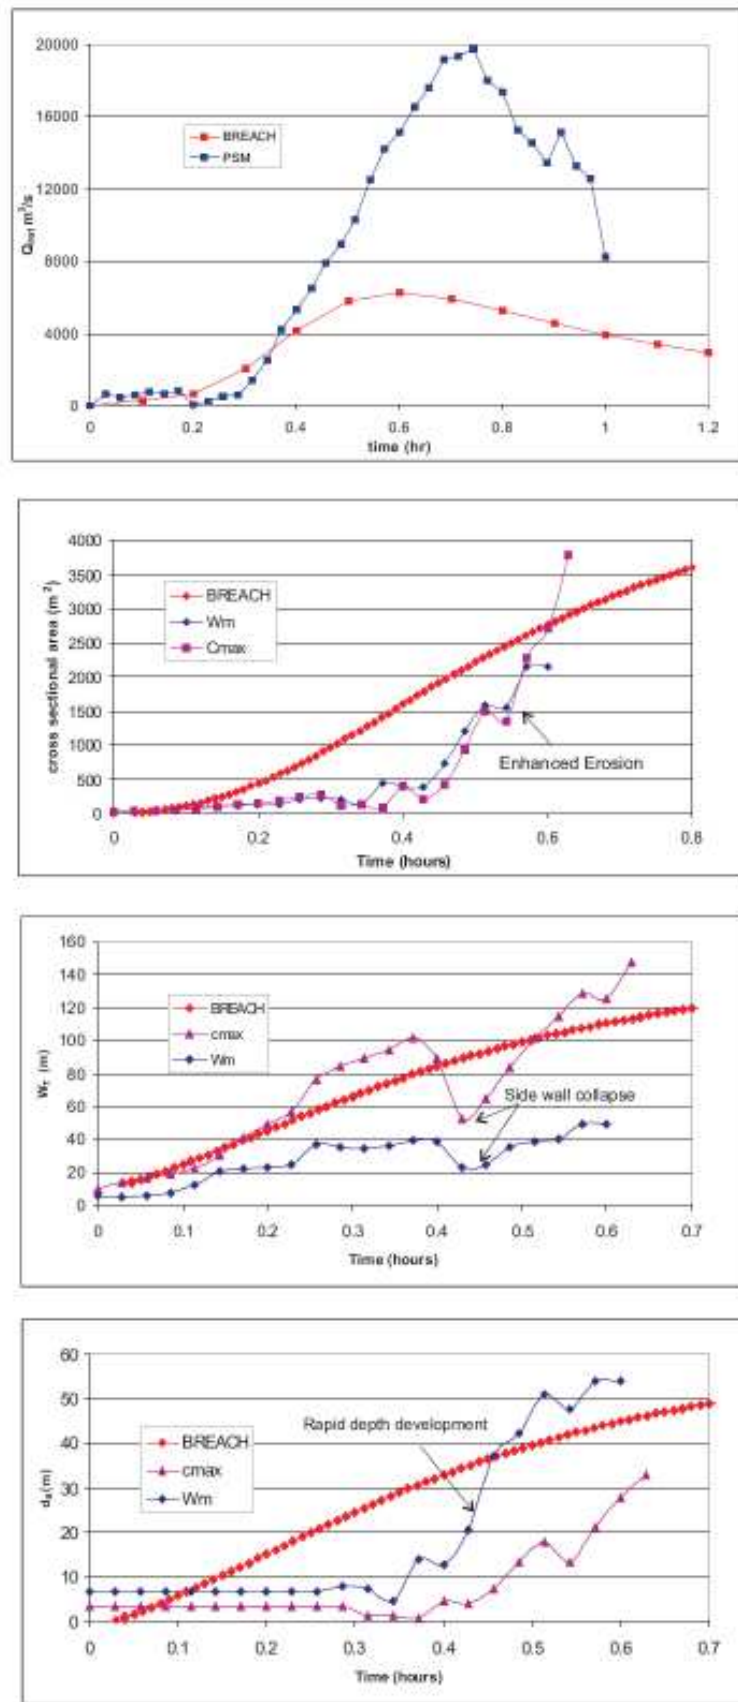 20000
16000
12000
8000
4000
0
Qout m³/s
BREACH
PSM
0 0.2 0.4 0.6 0.8 1 1.2
time (hr)
4000
3500
3000
2500
2000
1500
1000
500
0
cross sectional area (m²)
BREACH
Wm
Cmax
Enhanced Erosion
0 0.2 0.4 0.6 0.8
Time (hours)
160
140
120
100
80
60
40
20
0
WT (m)
BREACH
cmax
Wm
Side wall collapse
0 0.1 0.2 0.3 0.4 0.5 0.6 0.7
Time (hours)
60
50
40
30
20
10
0
(m)
Rapid depth development
BREACH
cmax
Wm
0 0.1 0.2 0.3 0.4 0.5 0.6 0.7
Time (hours)